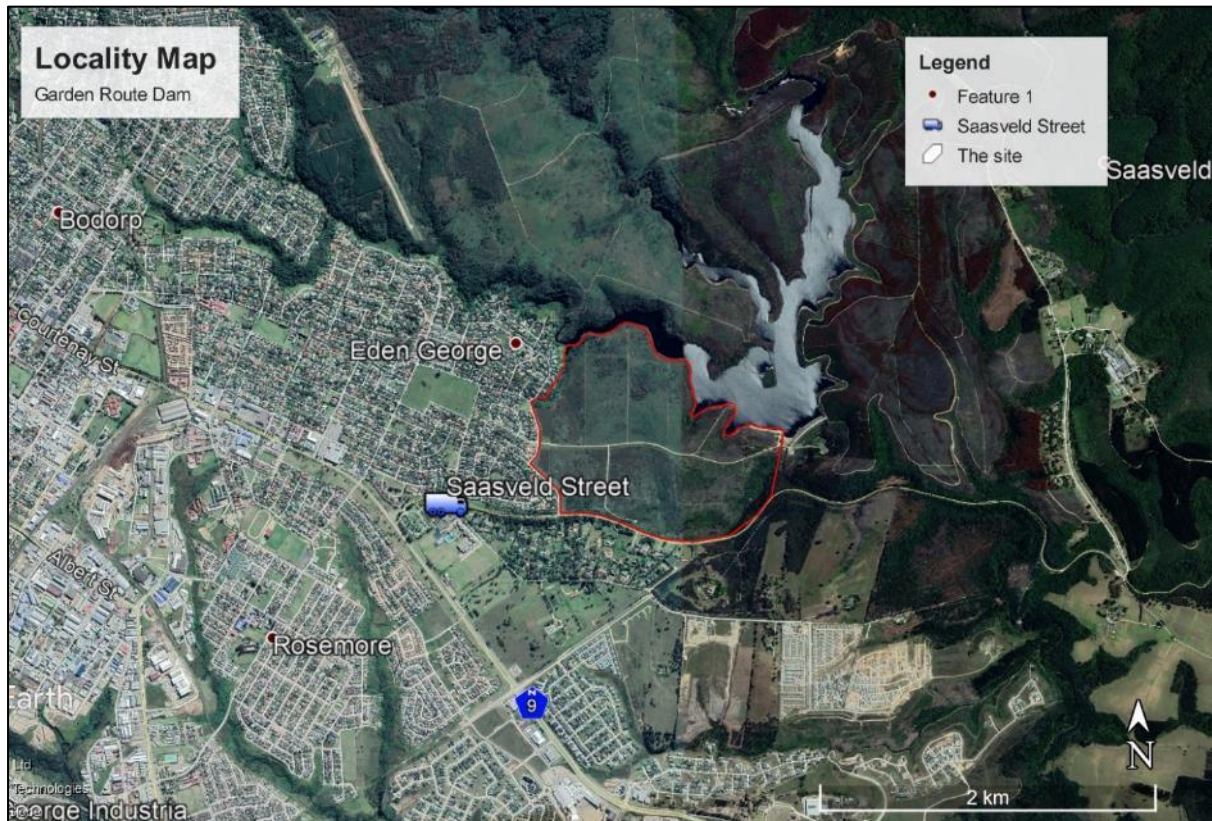 Locality Map
Garden Route Dam
Legend
Feature 1
Saasveld Street
The site
Saasveld
Bodorp
Courtenay St
Eden George
Saasveld Street
Albert St
Rosemore
N
9
earth
Ltd
Technologies
George Industria
N
2 km